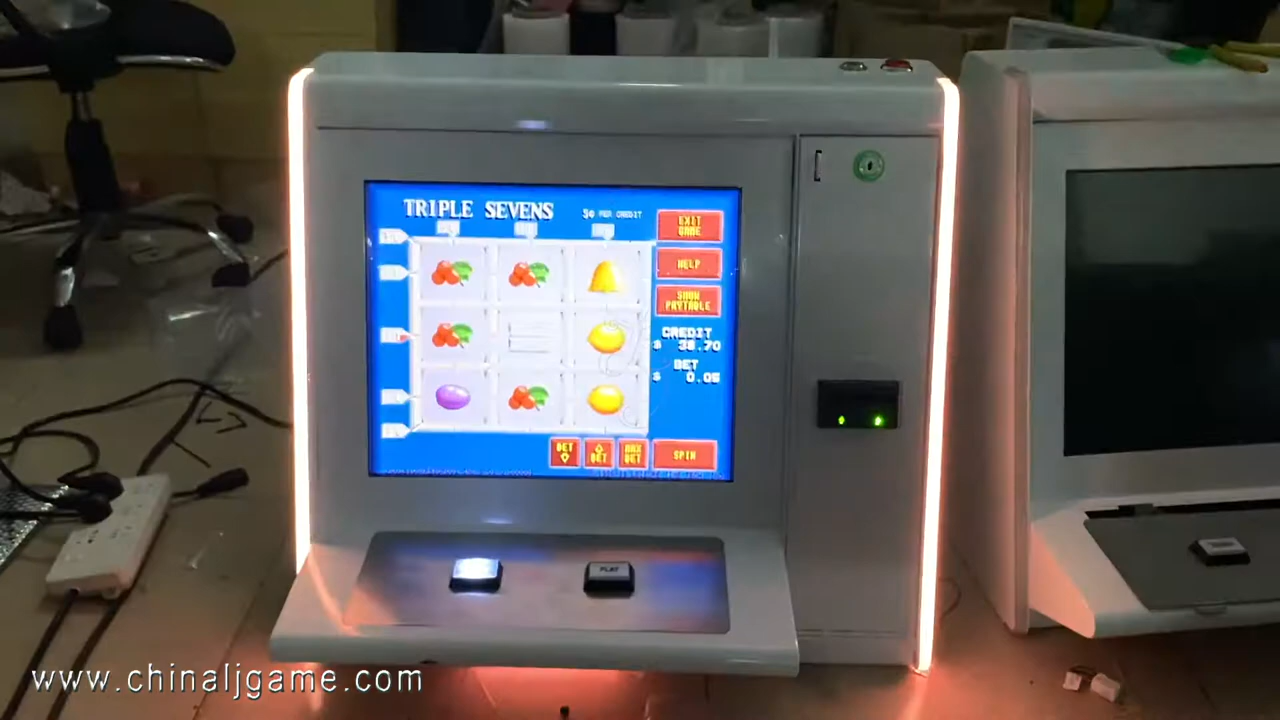 TRIPLE SEVENS
5¢ PER CREDIT
EXIT
GAME
HELP
SHOW
PAYTABLE
CREDIT
$ 38.70
BET
$ 0.05
BET
BET
MAX
BET
SPIN
PLAY
www.chinaljgame.com